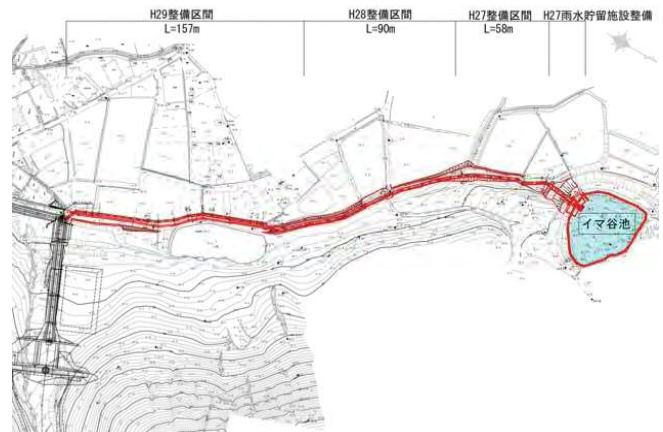 H29整備区間
L=157m
H28整備区間
L=90m
H27整備区間
L=58m
H27雨水貯留施設整備
イマ谷池